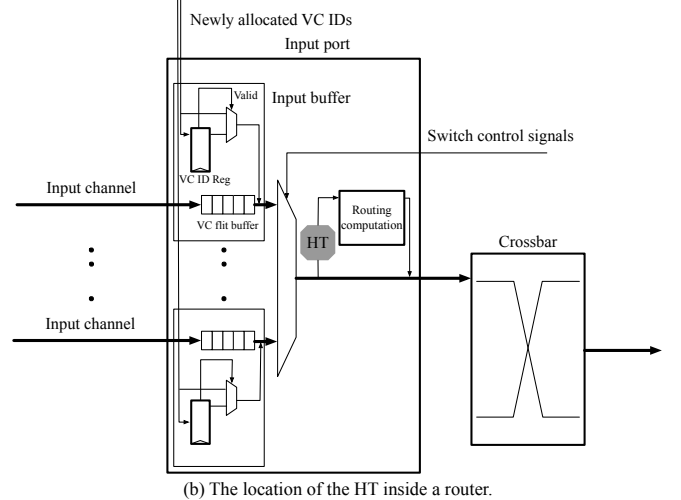 Newly allocated VC IDs
Input port
Valid
Input buffer
Switch control signals
VC ID Reg
Input channel
VC flit buffer
Routing
computation
HT
Crossbar
Input channel
(b) The location of the HT inside a router.